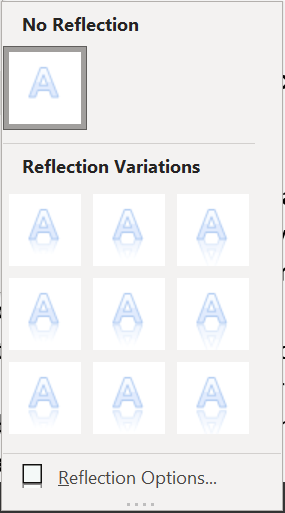 No Reflection
A
Reflection Variations
A A A
A A A
A A A
Reflection Options...